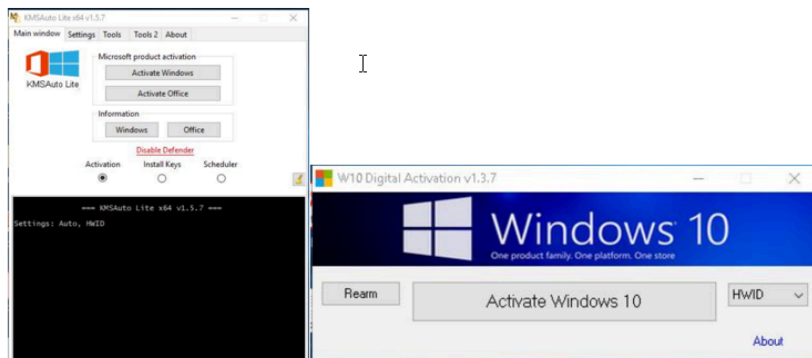 KMSAuto Lite x64 v1.5.7
Main window Settings Tools Tools 2 About
Microsoft product activation
Activate Windows
KMSAuto Lite
Activate Office
Information
Windows Office
Disable Defender
Activation Install Keys Scheduler
=== KMSAuto Lite x64 v1.5.7 ===
Settings: Auto, HWID
W10 Digital Activation v1.3.7
Windows 10
One product family. One platform. One store
Rearm
Activate Windows 10
HWID
About